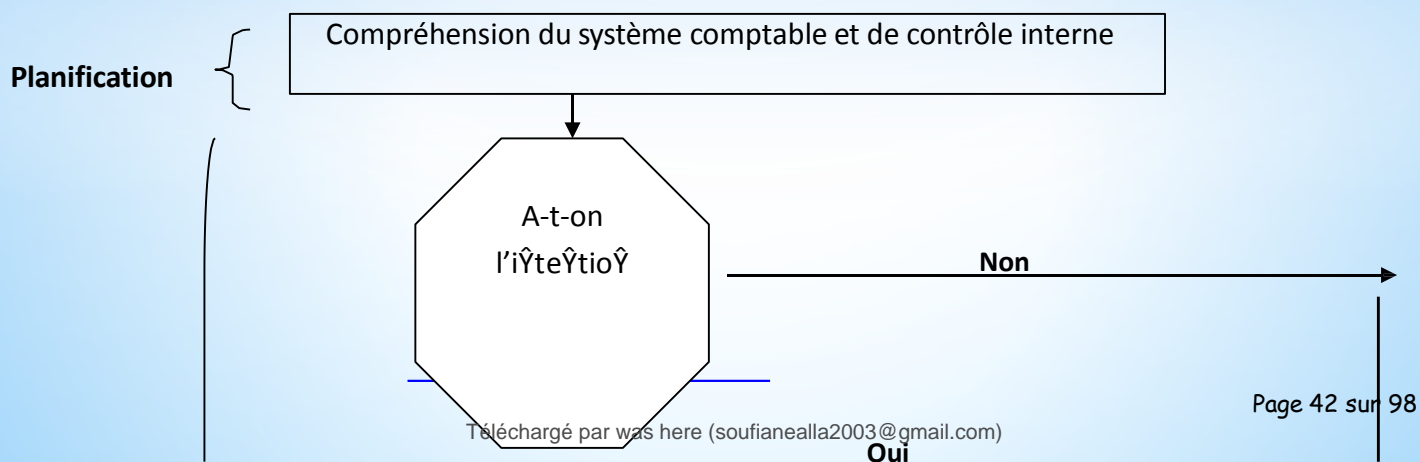 Compréhension du système comptable et de contrôle interne
Planification
A-t-on
l'iŶteŶtioŶ
Non
Page 42 sur 98
Téléchargé par was here (soufianealla2003@gmail.com)
Oui